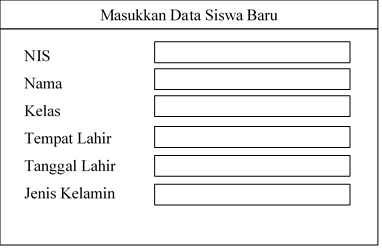 Masukkan Data Siswa Baru
NIS
Nama
Kelas
Tempat Lahir
Tanggal Lahir
Jenis Kelamin